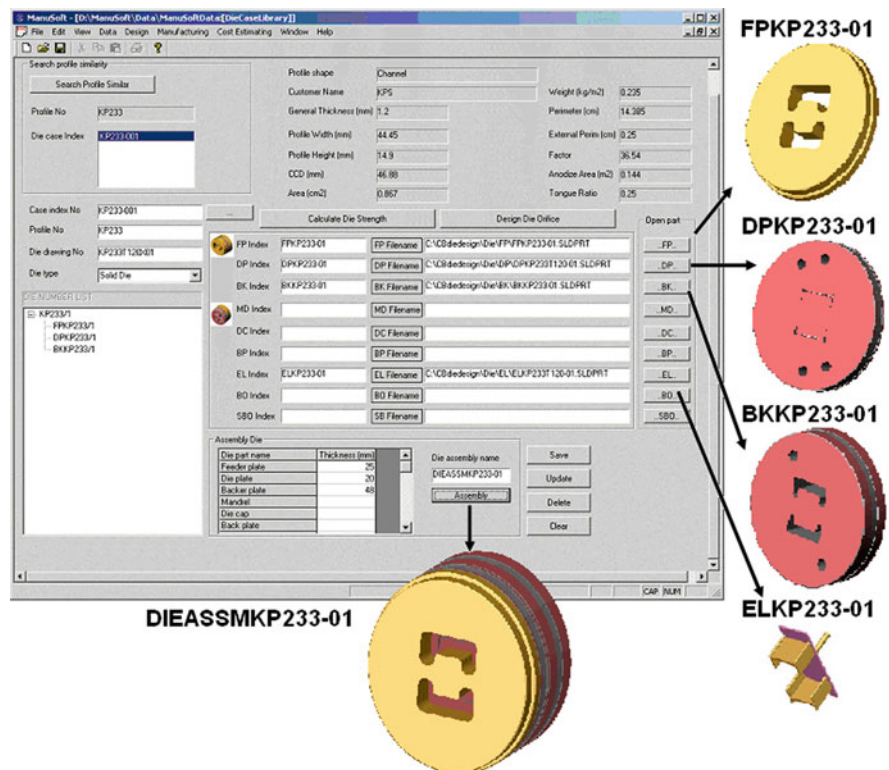 ManuSoft - [D:\ManuSoft\Data\ManuSoftData:[DieCaseLibrary]]
File Edit View Data Design Manufacturing Cost Estimating Window Help
Search profile similarity
Search Profile Similar
Profile No KP233
Die case Index KP233-001
Profile shape Channel
Customer Name KPS
General Thickness (mm) 1.2
Profile Width (mm) 44.45
Profile Height (mm) 14.9
CCD (mm) 46.88
Area (cm2) 0.867
Weight (kg/m2) 0.235
Perimeter (cm) 14.385
External Perim (cm) 0.25
Factor 36.54
Anodize Area (m2) 0.144
Tongue Ratio 0.25
Case index No KP233-001 ...
Profile No KP233
Die drawing No KP233T120-01
Die type Solid Die
Calculate Die Strength
Design Die Orifice
Open part
FP Index FPKP233-01 FP Filename C:\CBdiedesign\Die\FP\FPKP233-01.SLDPRT ..FP..
DP Index DPKP233-01 DP Filename C:\CBdiedesign\Die\DP\DPKP233T120-01.SLDPRT ..DP..
BK Index BKKP233-01 BK Filename C:\CBdiedesign\Die\BK\BKKP233-01.SLDPRT ..BK..
MD Index MD Filename ..MD..
DC Index DC Filename ..DC..
BP Index BP Filename ..BP..
EL Index ELKP233-01 EL Filename C:\CBdiedesign\Die\EL\ELKP233T120-01.SLDPRT ..EL..
BO Index BO Filename ..BO..
SBO Index SB Filename ..SBO..
DIE NUMBER LIST
KP233/1
FPKP233/1
DPKP233/1
BKKP233/1
Assembly Die
Die part name Thickness (mm)
Feeder plate 25
Die plate 20
Backer plate 48
Mandrel
Die cap
Back plate
Die assembly name
DIEASSMKP233-01
Assembly
Save
Update
Delete
Clear
CAP NUM
FPKP233-01
DPKP233-01
BKKP233-01
ELKP233-01
DIEASSMKP233-01